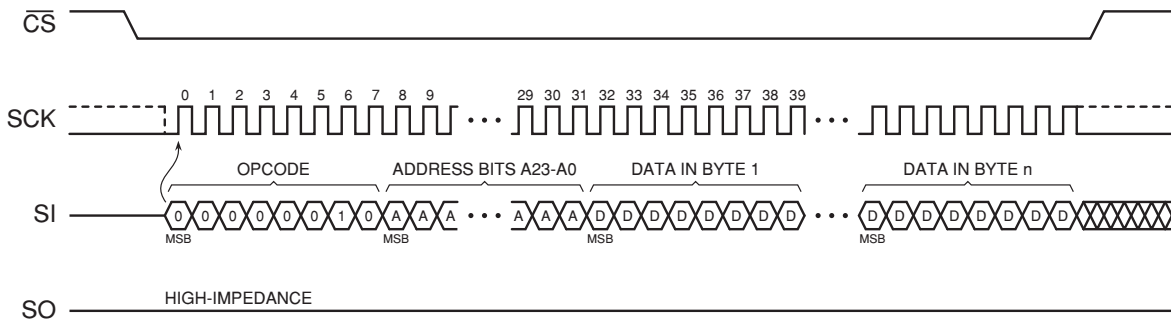 CS
0 1 2 3 4 5 6 7 8 9 29 30 31 32 33 34 35 36 37 38 39
SCK
OPCODE ADDRESS BITS A23-A0 DATA IN BYTE 1 DATA IN BYTE n
SI 0 0 0 0 0 0 1 0 A A A A A A D D D D D D D D D D D D D D D D
MSB MSB MSB MSB
HIGH-IMPEDANCE
SO